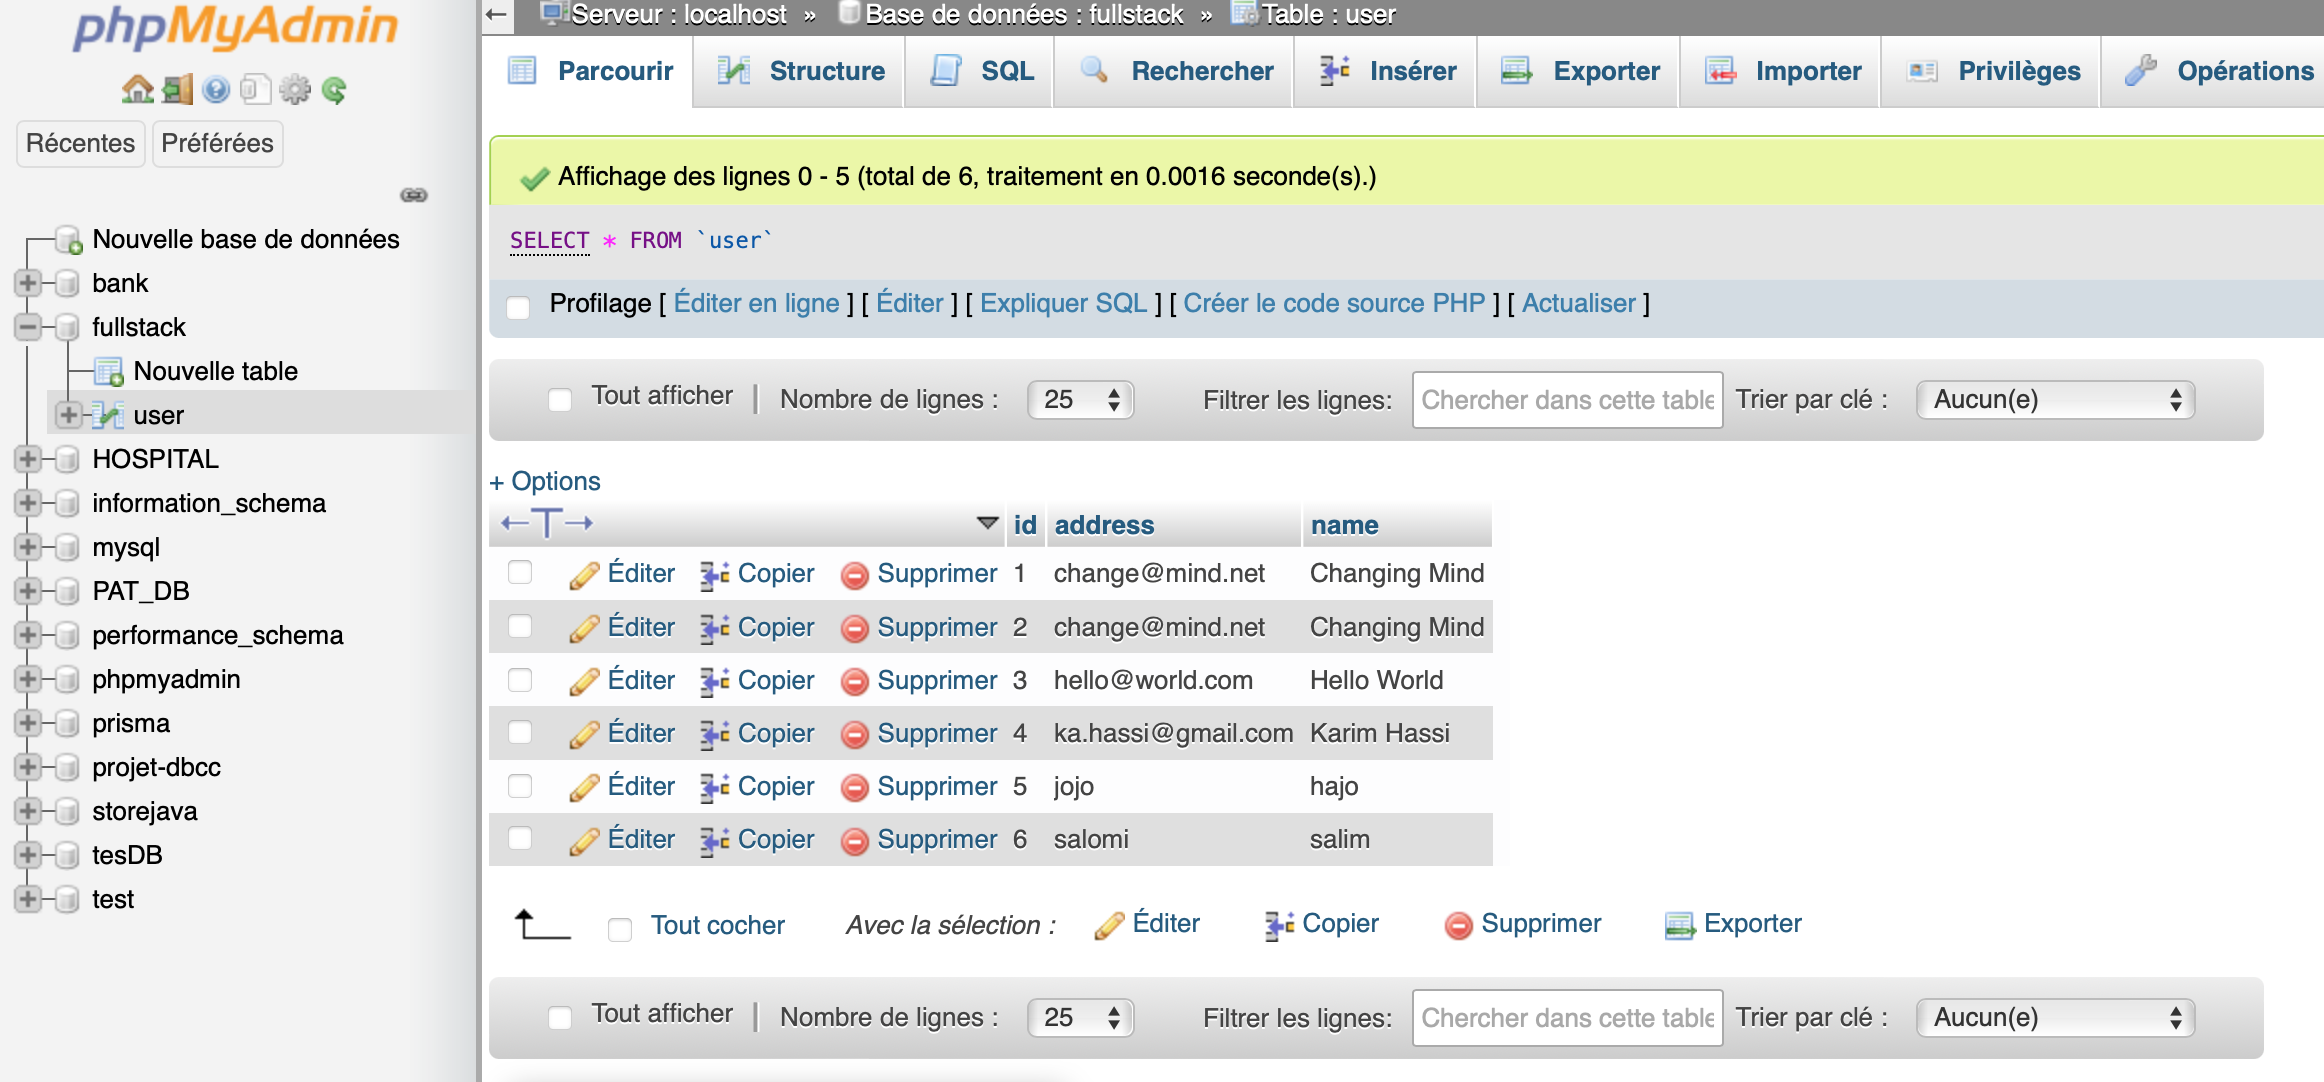 phpMyAdmin
Récentes Préférées
Nouvelle base de données
bank
fullstack
Nouvelle table
user
HOSPITAL
information_schema
mysql
PAT_DB
performance_schema
phpmyadmin
prisma
projet-dbcc
storejava
tesDB
test
Serveur : localhost » Base de données : fullstack » Table : user
Parcourir Structure SQL Rechercher Insérer Exporter Importer Privilèges Opérations
Affichage des lignes 0 - 5 (total de 6, traitement en 0.0016 seconde(s).)
SELECT * FROM `user`
Profilage [ Éditer en ligne ] [ Éditer ] [ Expliquer SQL ] [ Créer le code source PHP ] [ Actualiser ]
Tout afficher | Nombre de lignes : 25 Filtrer les lignes: Chercher dans cette table Trier par clé : Aucun(e)
+ Options
←T→ id address name
Éditer Copier Supprimer 1 change@mind.net Changing Mind
Éditer Copier Supprimer 2 change@mind.net Changing Mind
Éditer Copier Supprimer 3 hello@world.com Hello World
Éditer Copier Supprimer 4 ka.hassi@gmail.com Karim Hassi
Éditer Copier Supprimer 5 jojo hajo
Éditer Copier Supprimer 6 salomi salim
Tout cocher Avec la sélection : Éditer Copier Supprimer Exporter
Tout afficher | Nombre de lignes : 25 Filtrer les lignes: Chercher dans cette table Trier par clé : Aucun(e)